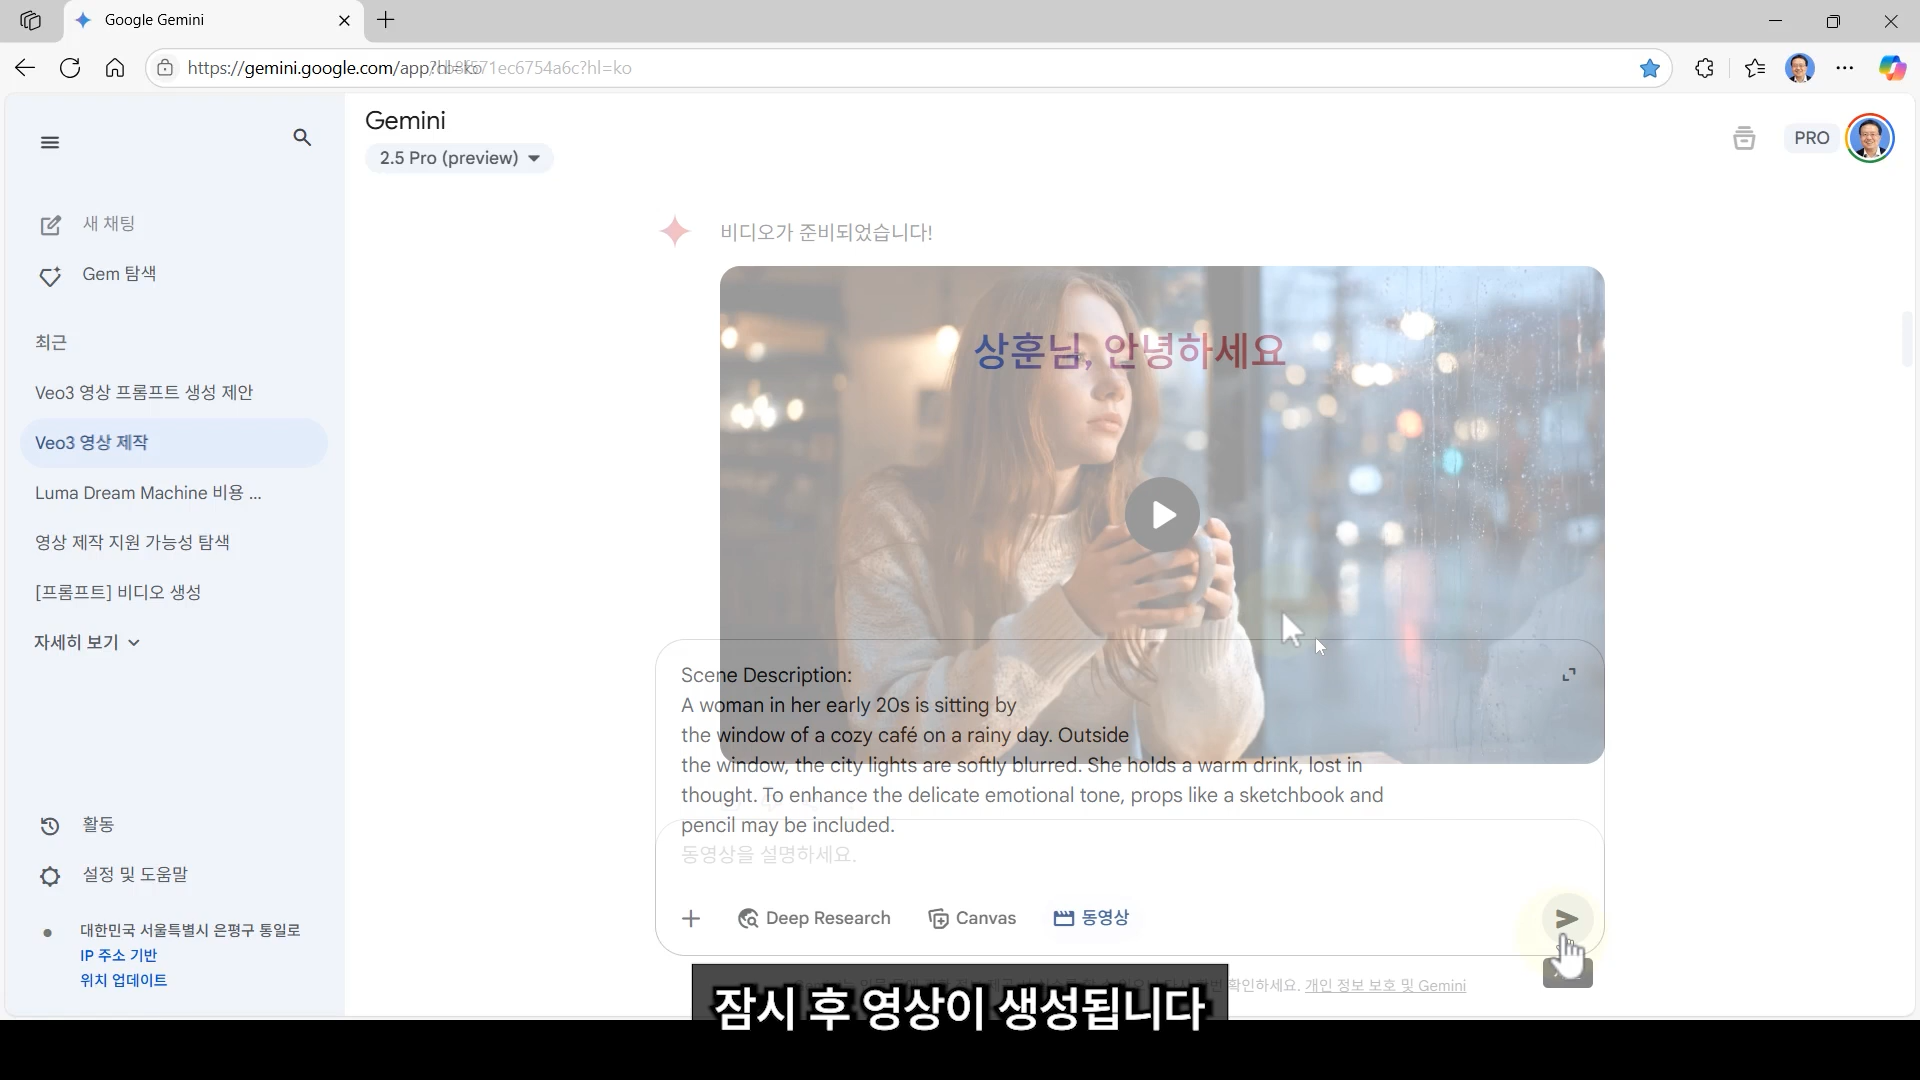 Google Gemini
https://gemini.google.com/app?hl=ko
Gemini
2.5 Pro (preview)
PRO
새 채팅
Gem 탐색
최근
Veo3 영상 프롬프트 생성 제안
Veo3 영상 제작
Luma Dream Machine 비용 ...
영상 제작 지원 가능성 탐색
[프롬프트] 비디오 생성
자세히 보기
활동
설정 및 도움말
대한민국 서울특별시 은평구 통일로
IP 주소 기반
위치 업데이트
비디오가 준비되었습니다!
상훈님, 안녕하세요
Scene Description:
A woman in her early 20s is sitting by
the window of a cozy café on a rainy day. Outside
the window, the city lights are softly blurred. She holds a warm drink, lost in
thought. To enhance the delicate emotional tone, props like a sketchbook and
pencil may be included.
동영상을 설명하세요.
Deep Research
Canvas
동영상
확인하세요. 개인 정보 보호 및 Gemini
잠시 후 영상이 생성됩니다